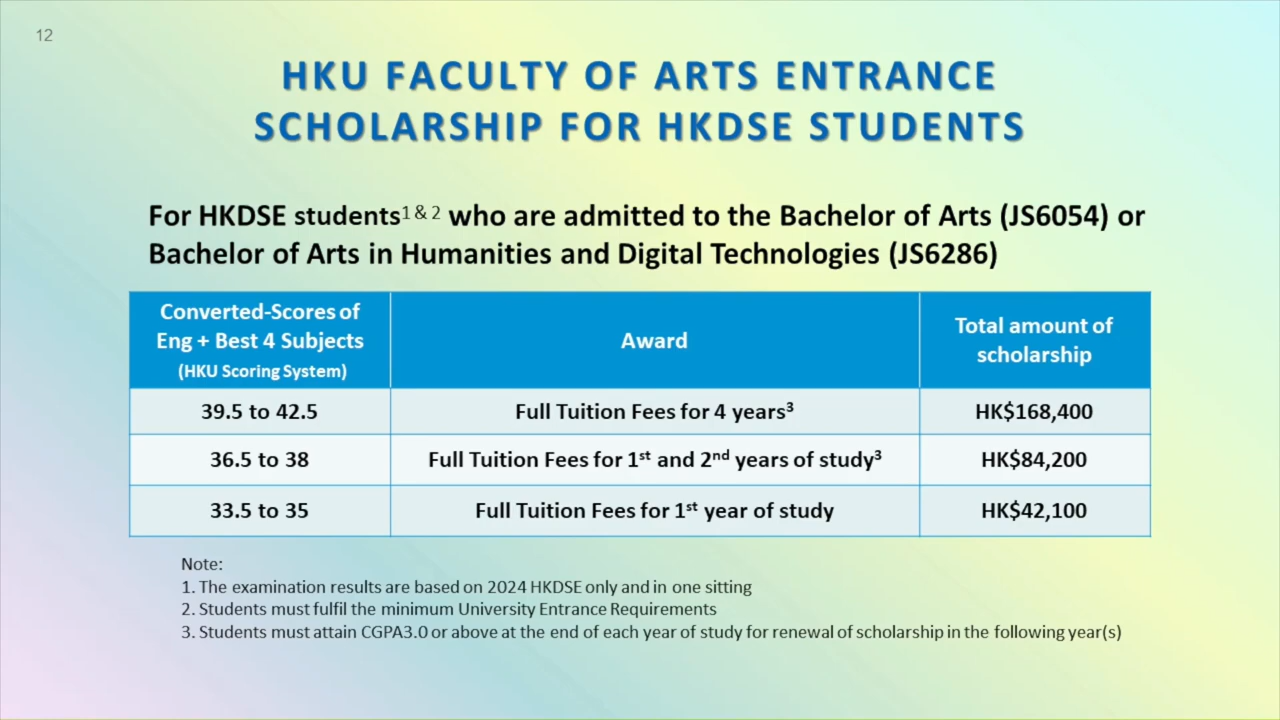 12
HKU FACULTY OF ARTS ENTRANCE
SCHOLARSHIP FOR HKDSE STUDENTS
For HKDSE students1 & 2 who are admitted to the Bachelor of Arts (JS6054) or
Bachelor of Arts in Humanities and Digital Technologies (JS6286)
Converted-Scores of
Eng + Best 4 Subjects
(HKU Scoring System)
Award
Total amount of
scholarship
39.5 to 42.5
Full Tuition Fees for 4 years3
HK$168,400
36.5 to 38
Full Tuition Fees for 1st and 2nd years of study3
HK$84,200
33.5 to 35
Full Tuition Fees for 1st year of study
HK$42,100
Note:
1. The examination results are based on 2024 HKDSE only and in one sitting
2. Students must fulfil the minimum University Entrance Requirements
3. Students must attain CGPA3.0 or above at the end of each year of study for renewal of scholarship in the following year(s)